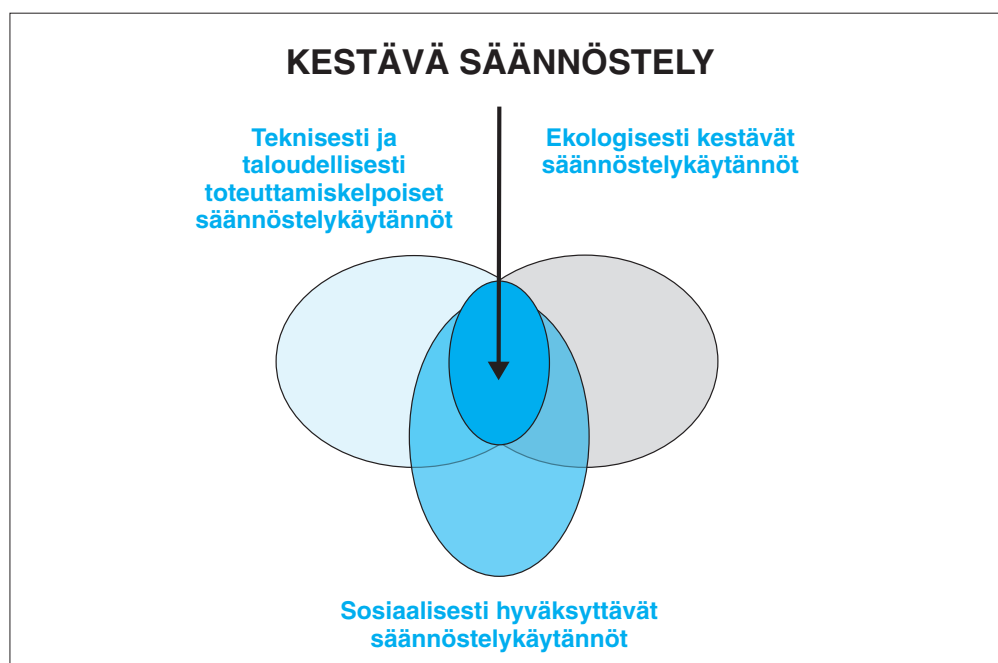 KESTÄVÄ SÄÄNNÖSTELY
Teknisesti ja
taloudellisesti
toteuttamiskelpoiset
säännöstelykäytännöt
Ekologisesti kestävät
säännöstelykäytännöt
Sosiaalisesti hyväksyttävät
säännöstelykäytännöt